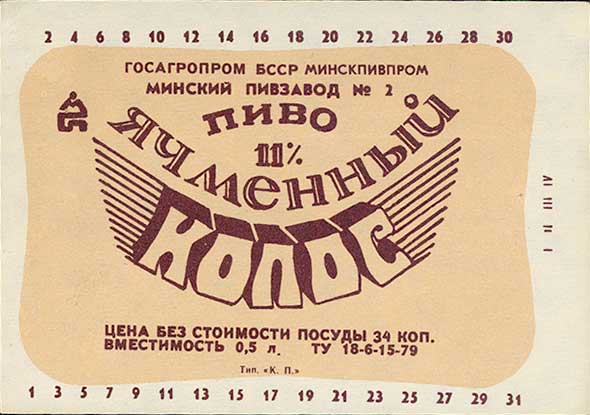 2 4 6 8 10 12 14 16 18 20 22 24 26 28 30
ГОСАГРОПРОМ БССР МИНСКПИВПРОМ
МИНСКИЙ ПИВЗАВОД № 2
ПИВО
ЯЧМЕННЫЙ
11%
КОЛОС
IV III II I
ЦЕНА БЕЗ СТОИМОСТИ ПОСУДЫ 34 КОП.
ВМЕСТИМОСТЬ 0,5 л. ТУ 18-6-15-79
Тип. «К. П.»
1 3 5 7 9 11 13 15 17 19 21 23 25 27 29 31